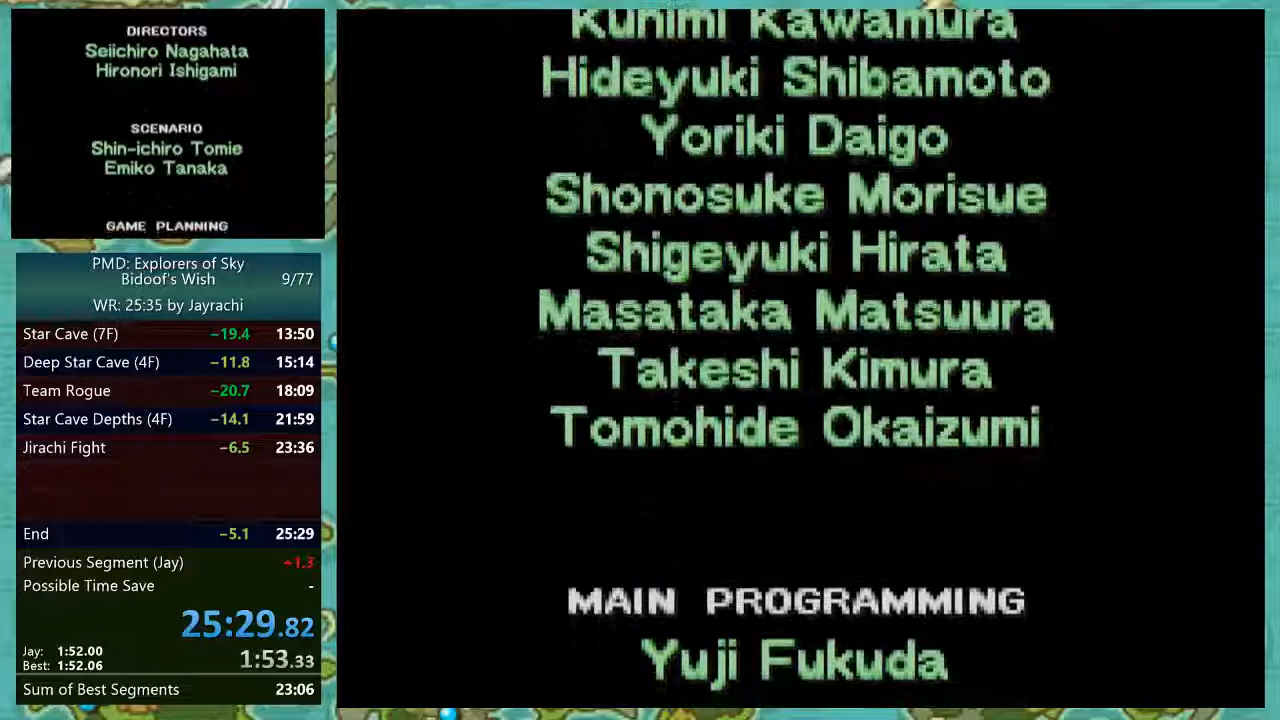 DIRECTORS
Seiichiro Nagahata
Hironori Ishigami
SCENARIO
Shin-ichiro Tomie
Emiko Tanaka
GAME PLANNING
PMD: Explorers of Sky
Bidoof's Wish 9/77
WR: 25:35 by Jayrachi
Star Cave (7F) −19.4 13:50
Deep Star Cave (4F) −11.8 15:14
Team Rogue −20.7 18:09
Star Cave Depths (4F) −14.1 21:59
Jirachi Fight −6.5 23:36
End −5.1 25:29
Previous Segment (Jay) +1.3
Possible Time Save -
25:29.82
Jay: 1:52.00
Best: 1:52.06
1:53.33
Sum of Best Segments 23:06
Kunimi Kawamura
Hideyuki Shibamoto
Yoriki Daigo
Shonosuke Morisue
Shigeyuki Hirata
Masataka Matsuura
Takeshi Kimura
Tomohide Okaizumi
MAIN PROGRAMMING
Yuji Fukuda